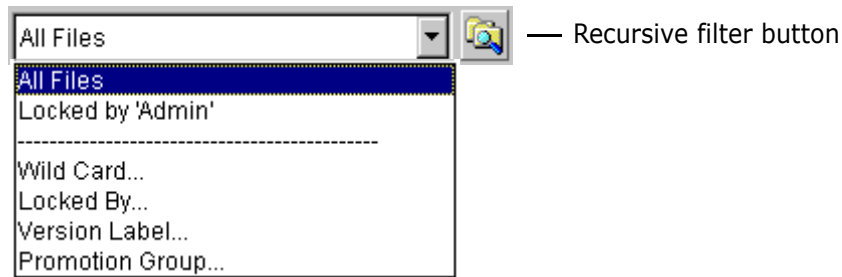 All Files
Recursive filter button
All Files
Locked by 'Admin'
---------------------------------------------
Wild Card...
Locked By...
Version Label...
Promotion Group...